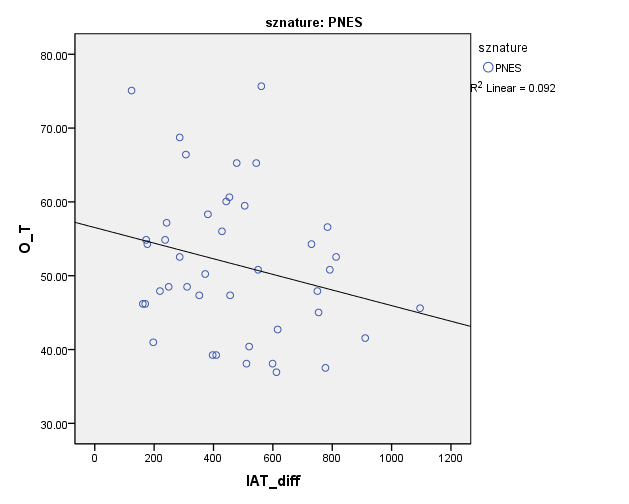 sznature: PNES
sznature
PNES
R2 Linear = 0.092
80.00
70.00
60.00
50.00
40.00
30.00
O_T
0 200 400 600 800 1000 1200
IAT_diff